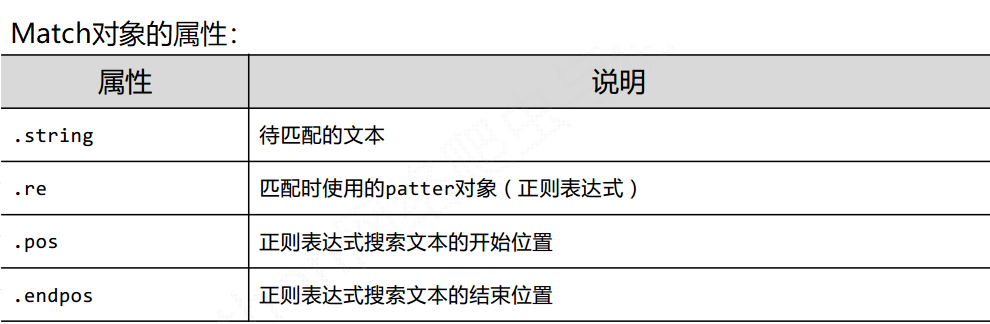 Match对象的属性：
属性 说明
.string 待匹配的文本
.re 匹配时使用的patter对象（正则表达式）
.pos 正则表达式搜索文本的开始位置
.endpos 正则表达式搜索文本的结束位置